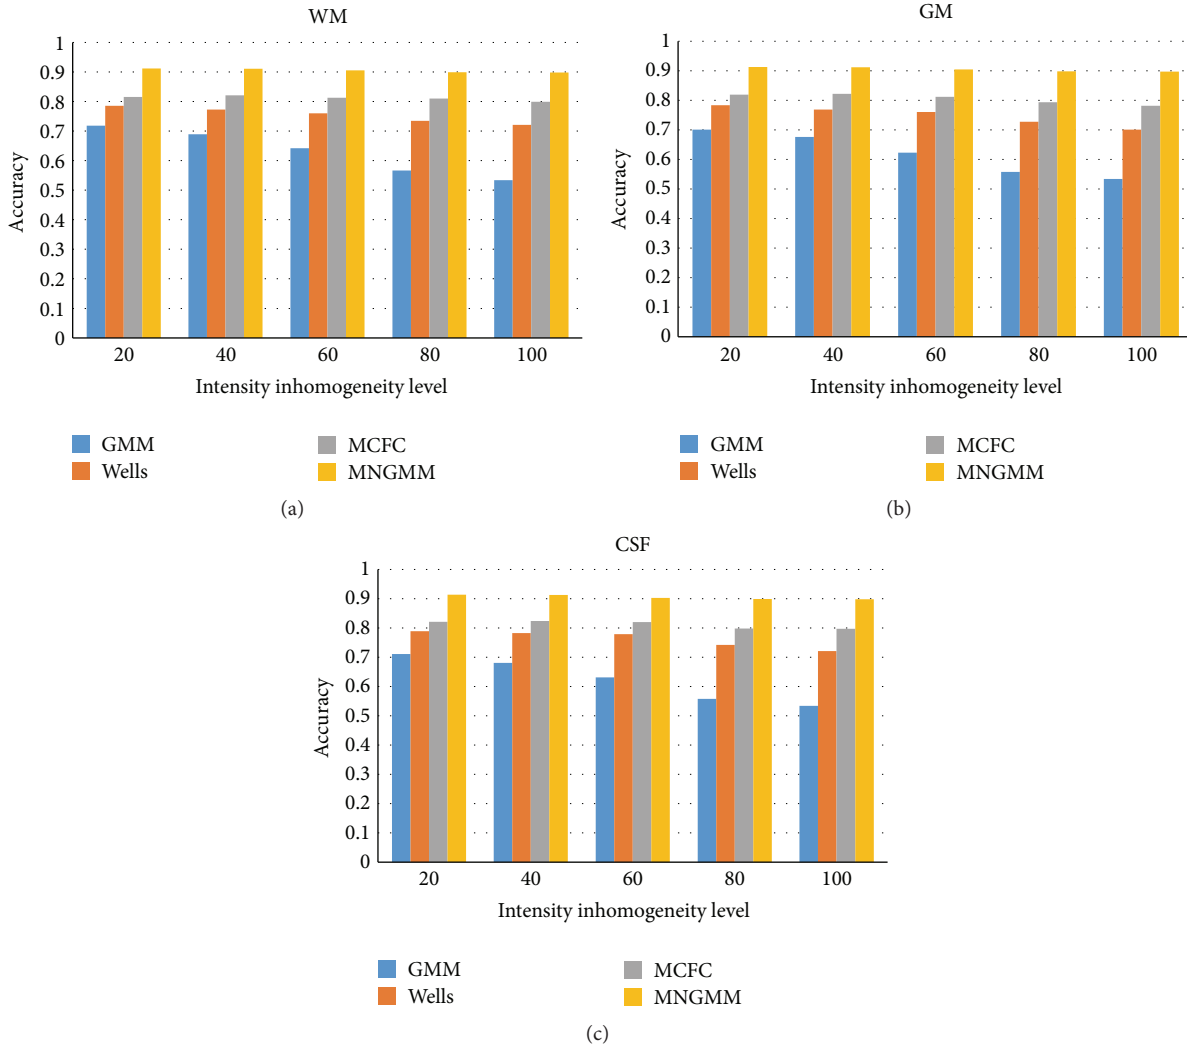 WM
1
0.9
0.8
0.7
0.6
0.5
0.4
0.3
0.2
0.1
0
Accuracy
20 40 60 80 100
Intensity inhomogeneity level
GMM MCFC
Wells MNGMM
(a)
GM
1
0.9
0.8
0.7
0.6
0.5
0.4
0.3
0.2
0.1
0
Accuracy
20 40 60 80 100
Intensity inhomogeneity level
GMM MCFC
Wells MNGMM
(b)
CSF
1
0.9
0.8
0.7
0.6
0.5
0.4
0.3
0.2
0.1
0
Accuracy
20 40 60 80 100
Intensity inhomogeneity level
GMM MCFC
Wells MNGMM
(c)